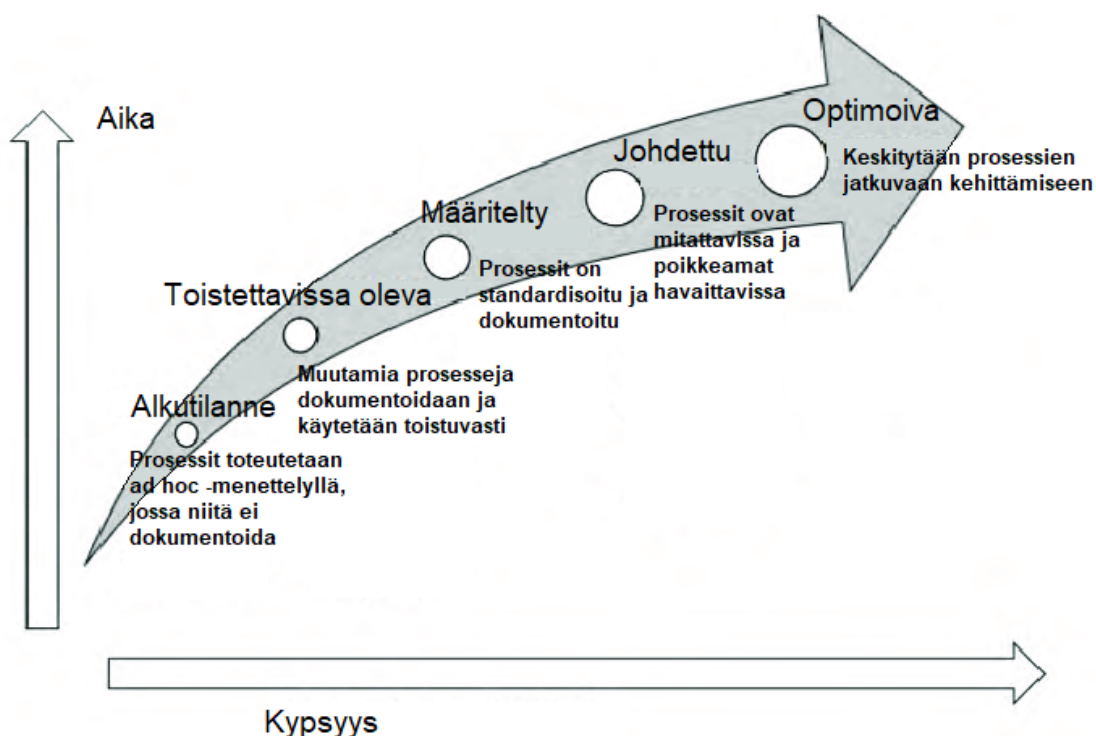 Aika
Optimoiva
Keskitytään prosessien
jatkuvaan kehittämiseen
Johdettu
Prosessit ovat
mitattavissa ja
poikkeamat
havaittavissa
Määritelty
Prosessit on
standardisoitu ja
dokumentoitu
Toistettavissa oleva
Muutamia prosesseja
dokumentoidaan ja
käytetään toistuvasti
Alkutilanne
Prosessit toteutetaan
ad hoc -menettelyllä,
jossa niitä ei
dokumentoida
Kypsyys